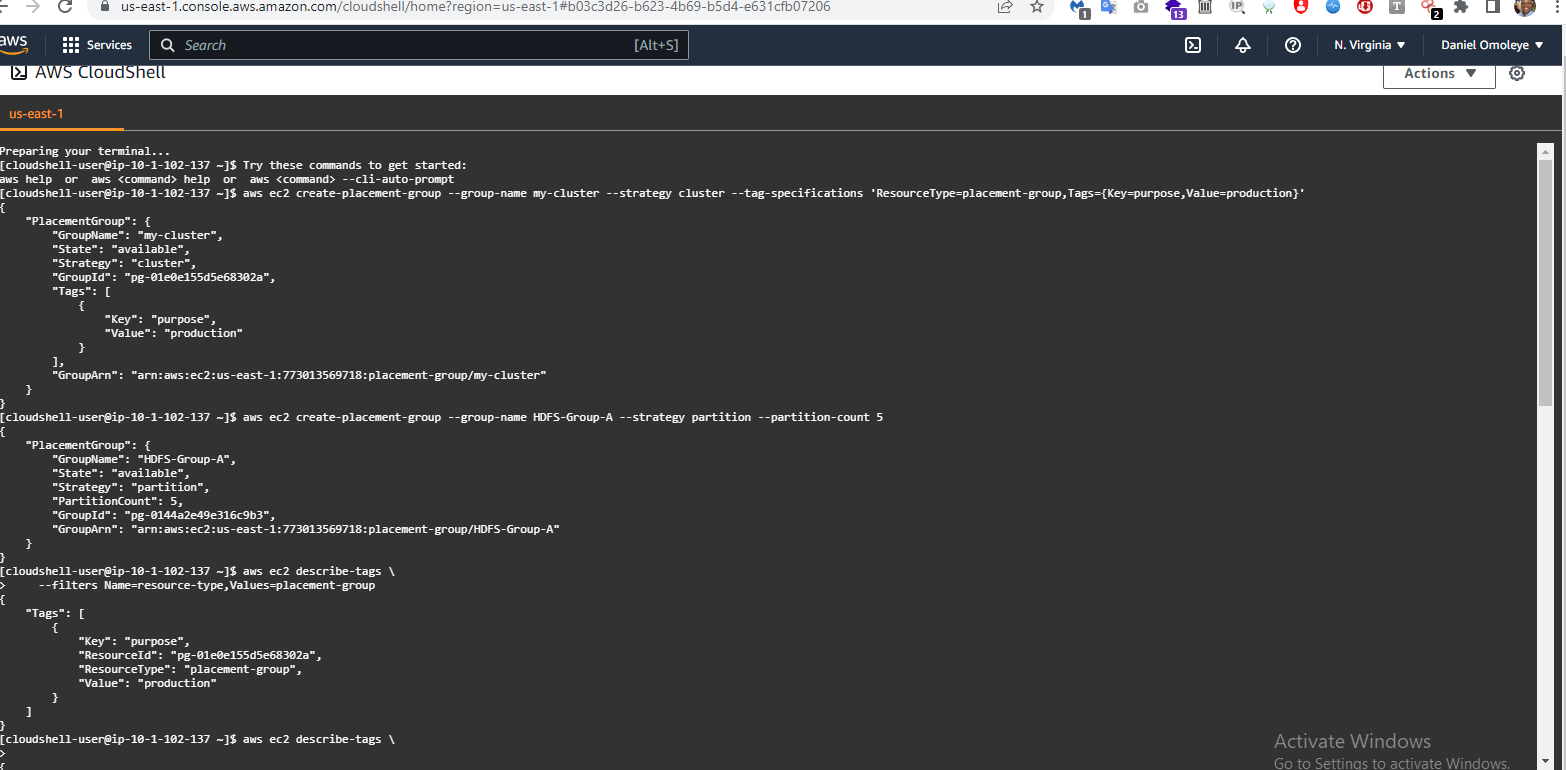 us-east-1.console.aws.amazon.com/cloudshell/home?region=us-east-1#b03c3d26-b623-4b69-b5d4-e631cfb07206
1
13
IP
T
2
aws
Services
Search
[Alt+S]
N. Virginia
Daniel Omoleye
AWS CloudShell
Actions
us-east-1
Preparing your terminal...
[cloudshell-user@ip-10-1-102-137 ~]$ Try these commands to get started:
aws help  or  aws <command> help  or  aws <command> --cli-auto-prompt
[cloudshell-user@ip-10-1-102-137 ~]$ aws ec2 create-placement-group --group-name my-cluster --strategy cluster --tag-specifications 'ResourceType=placement-group,Tags={Key=purpose,Value=production}'
{
    "PlacementGroup": {
        "GroupName": "my-cluster",
        "State": "available",
        "Strategy": "cluster",
        "GroupId": "pg-01e0e155d5e68302a",
        "Tags": [
            {
                "Key": "purpose",
                "Value": "production"
            }
        ],
        "GroupArn": "arn:aws:ec2:us-east-1:773013569718:placement-group/my-cluster"
    }
}
[cloudshell-user@ip-10-1-102-137 ~]$ aws ec2 create-placement-group --group-name HDFS-Group-A --strategy partition --partition-count 5
{
    "PlacementGroup": {
        "GroupName": "HDFS-Group-A",
        "State": "available",
        "Strategy": "partition",
        "PartitionCount": 5,
        "GroupId": "pg-0144a2e49e316c9b3",
        "GroupArn": "arn:aws:ec2:us-east-1:773013569718:placement-group/HDFS-Group-A"
    }
}
[cloudshell-user@ip-10-1-102-137 ~]$ aws ec2 describe-tags \
>     --filters Name=resource-type,Values=placement-group
{
    "Tags": [
        {
            "Key": "purpose",
            "ResourceId": "pg-01e0e155d5e68302a",
            "ResourceType": "placement-group",
            "Value": "production"
        }
    ]
}
[cloudshell-user@ip-10-1-102-137 ~]$ aws ec2 describe-tags \
>
{
Activate Windows
Go to Settings to activate Windows.